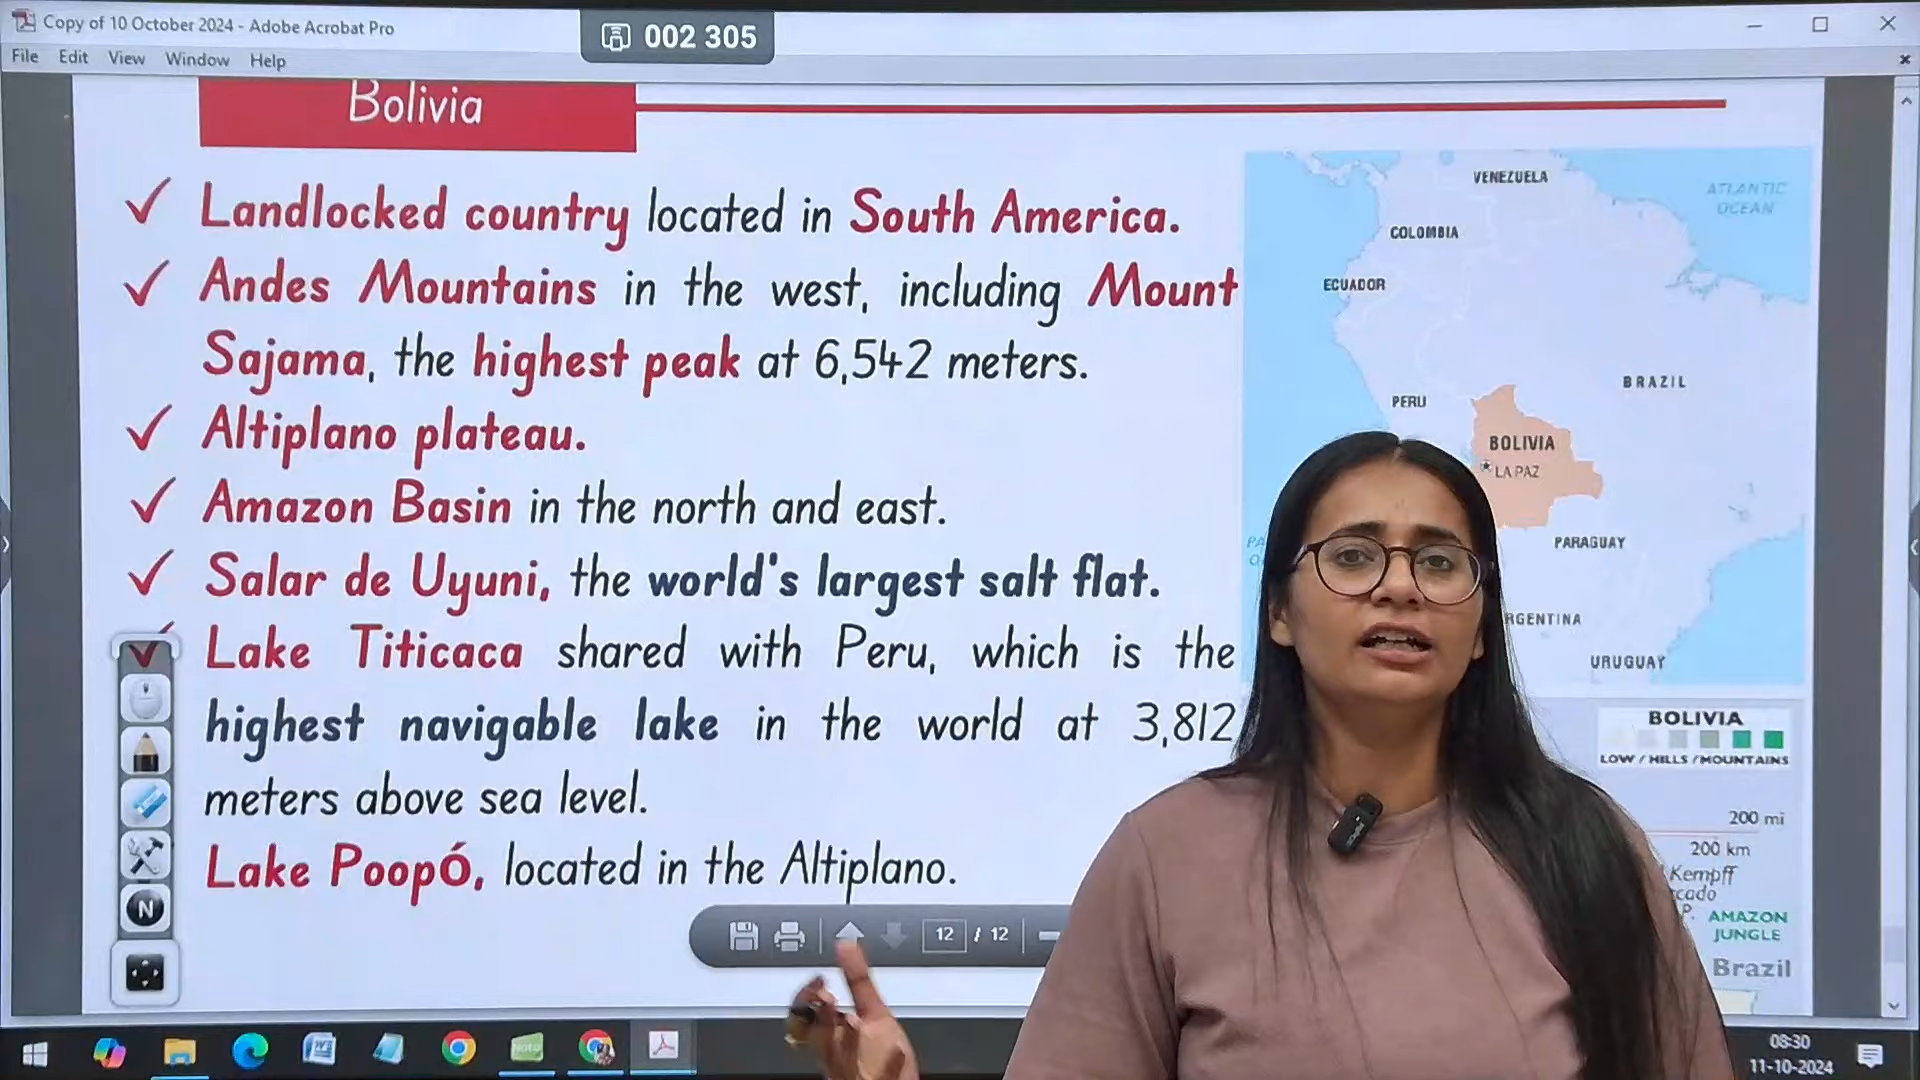 Copy of 10 October 2024 - Adobe Acrobat Pro
002 305
File Edit View Window Help
Bolivia
✓ Landlocked country located in South America.
✓ Andes Mountains in the west, including Mount
Sajama, the highest peak at 6,542 meters.
✓ Altiplano plateau.
✓ Amazon Basin in the north and east.
✓ Salar de Uyuni, the world's largest salt flat.
✓ Lake Titicaca shared with Peru, which is the
highest navigable lake in the world at 3,812
meters above sea level.
Lake Poopó, located in the Altiplano.
VENEZUELA
ATLANTIC
OCEAN
COLOMBIA
ECUADOR
BRAZIL
PERU
BOLIVIA
LA PAZ
PARAGUAY
RGENTINA
URUGUAY
BOLIVIA
LOW / HILLS / MOUNTAINS
200 mi
200 km
Kempff
cado
P.
AMAZON
JUNGLE
Brazil
N
12 / 12
08:30
11-10-2024